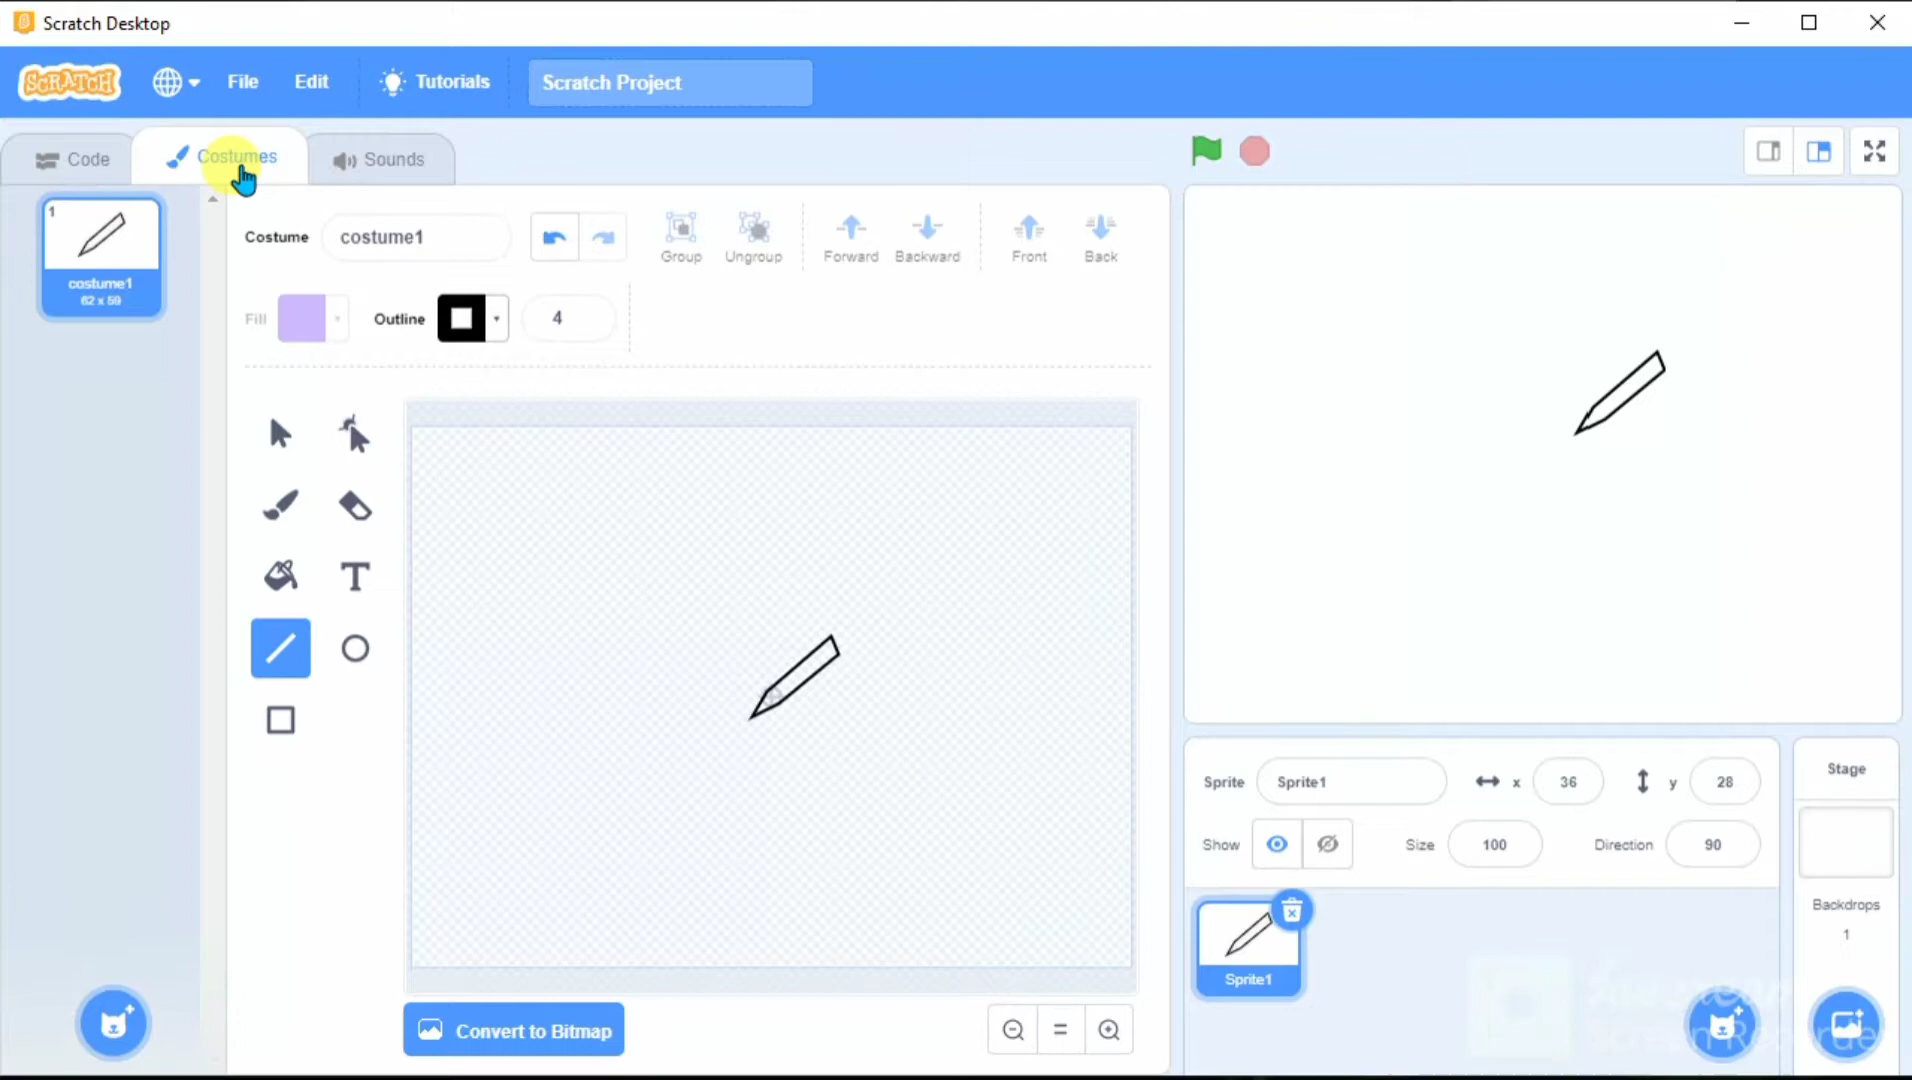 Scratch Desktop
SCRATCH File Edit Tutorials Scratch Project
Code Costumes Sounds
1
costume1
62 x 59
Costume costume1 Group Ungroup Forward Backward Front Back
Fill Outline 4
T
Convert to Bitmap
Sprite Sprite1 x 36 y 28
Show Size 100 Direction 90
Sprite1
Stage
Backdrops
1